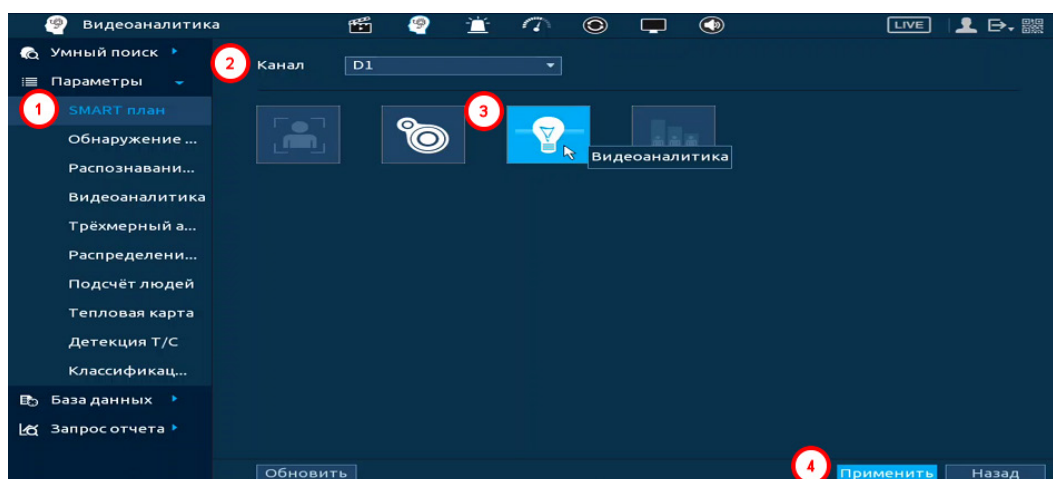 Видеоаналитика
LIVE
Умный поиск
Параметры
1
SMART план
Обнаружение ...
Распознавани...
Видеоаналитика
Трёхмерный а...
Распределени...
Подсчёт людей
Тепловая карта
Детекция Т/С
Классификац...
База данных
Запрос отчета
2
Канал
D1
3
Видеоаналитика
Обновить
4
Применить
Назад